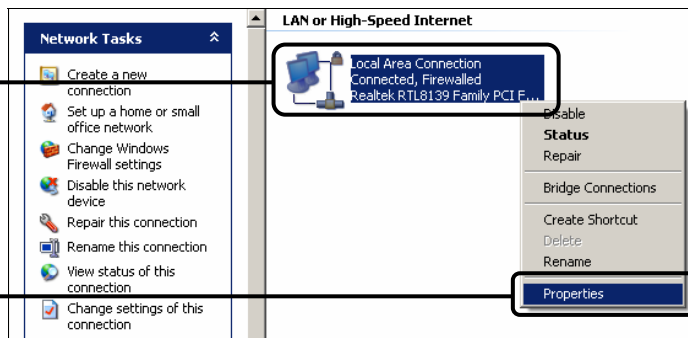 Network Tasks
Create a new
connection
Set up a home or small
office network
Change Windows
Firewall settings
Disable this network
device
Repair this connection
Rename this connection
View status of this
connection
Change settings of this
connection
LAN or High-Speed Internet
Local Area Connection
Connected, Firewalled
Realtek RTL8139 Family PCI F...
Disable
Status
Repair
Bridge Connections
Create Shortcut
Delete
Rename
Properties